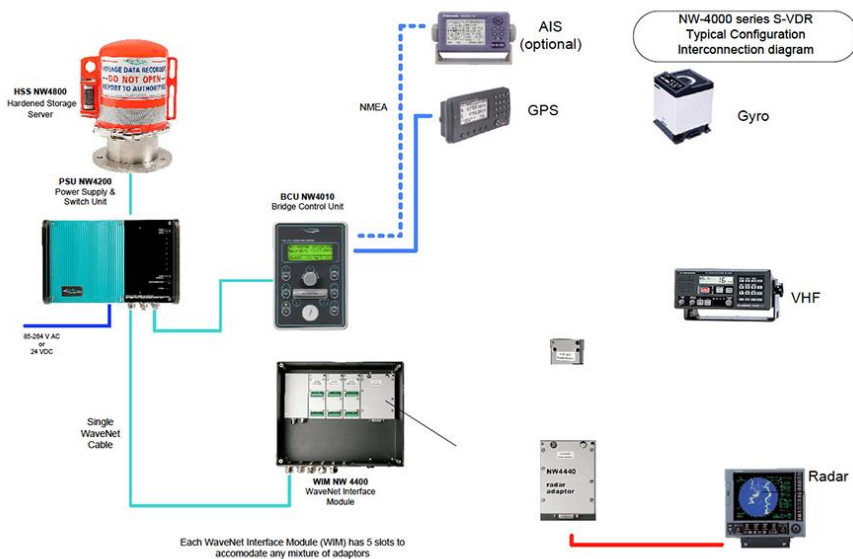 NW-4000 series S-VDR
Typical Configuration
Interconnection diagram
AIS
(optional)
NMEA
GPS
Gyro
HSS NW4800
Hardened Storage
Server
VOYAGE DATA RECORDER
DO NOT OPEN
REPORT TO AUTHORITIES
PSU NW4200
Power Supply &
Switch Unit
BCU NW4010
Bridge Control Unit
VHF
16
85-264 V AC
or
24 VDC
Single
WaveNet
Cable
WIM NW 4400
WaveNet Interface
Module
NW4440
radar
adaptor
Radar
Each WaveNet Interface Module (WIM) has 5 slots to
accomodate any mixture of adaptors